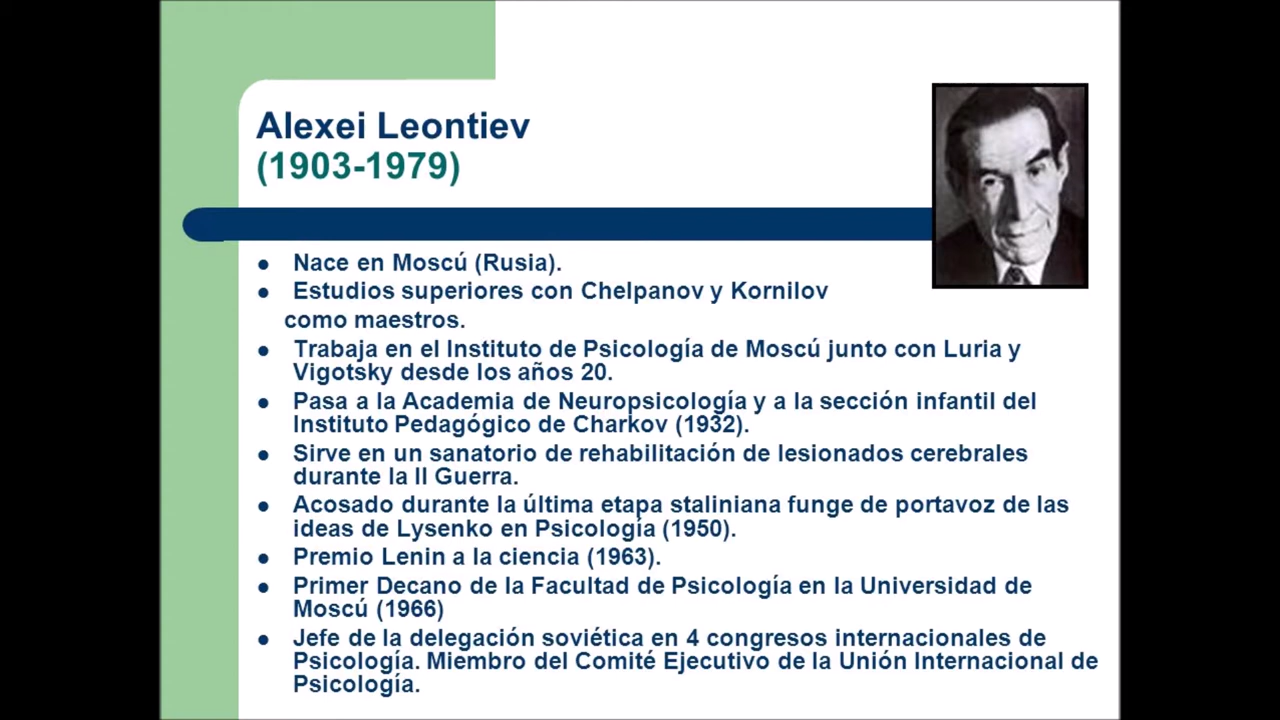 Alexei Leontiev
(1903-1979)
● Nace en Moscú (Rusia).
● Estudios superiores con Chelpanov y Kornilov
como maestros.
● Trabaja en el Instituto de Psicología de Moscú junto con Luria y
Vigotsky desde los años 20.
● Pasa a la Academia de Neuropsicología y a la sección infantil del
Instituto Pedagógico de Charkov (1932).
● Sirve en un sanatorio de rehabilitación de lesionados cerebrales
durante la II Guerra.
● Acosado durante la última etapa staliniana funge de portavoz de las
ideas de Lysenko en Psicología (1950).
● Premio Lenin a la ciencia (1963).
● Primer Decano de la Facultad de Psicología en la Universidad de
Moscú (1966)
● Jefe de la delegación soviética en 4 congresos internacionales de
Psicología. Miembro del Comité Ejecutivo de la Unión Internacional de
Psicología.